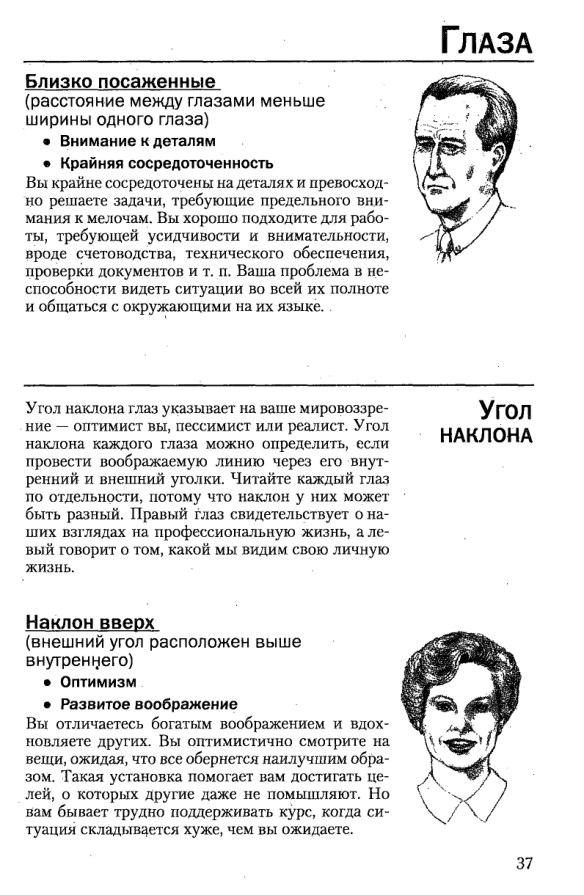 Глаза
Близко посаженные
(расстояние между глазами меньше
ширины одного глаза)
• Внимание к деталям
• Крайняя сосредоточенность
Вы крайне сосредоточены на деталях и превосход-
но решаете задачи, требующие предельного вни-
мания к мелочам. Вы хорошо подходите для рабо-
ты, требующей усидчивости и внимательности,
вроде счетоводства, технического обеспечения,
проверки документов и т. п. Ваша проблема в не-
способности видеть ситуации во всей их полноте
и общаться с окружающими на их языке.
Угол
наклона
Угол наклона глаз указывает на ваше мировоззре-
ние — оптимист вы, пессимист или реалист. Угол
наклона каждого глаза можно определить, если
провести воображаемую линию через его внут-
ренний и внешний уголки. Читайте каждый глаз
по отдельности, потому что наклон у них может
быть разный. Правый глаз свидетельствует о на-
ших взглядах на профессиональную жизнь, а ле-
вый говорит о том, какой мы видим свою личную
жизнь.
Наклон вверх
(внешний угол расположен выше
внутреннего)
• Оптимизм
• Развитое воображение
Вы отличаетесь богатым воображением и вдох-
новляете других. Вы оптимистично смотрите на
вещи, ожидая, что все обернется наилучшим обра-
зом. Такая установка помогает вам достигать це-
лей, о которых другие даже не помышляют. Но
вам бывает трудно поддерживать курс, когда си-
туация складывается хуже, чем вы ожидаете.
37